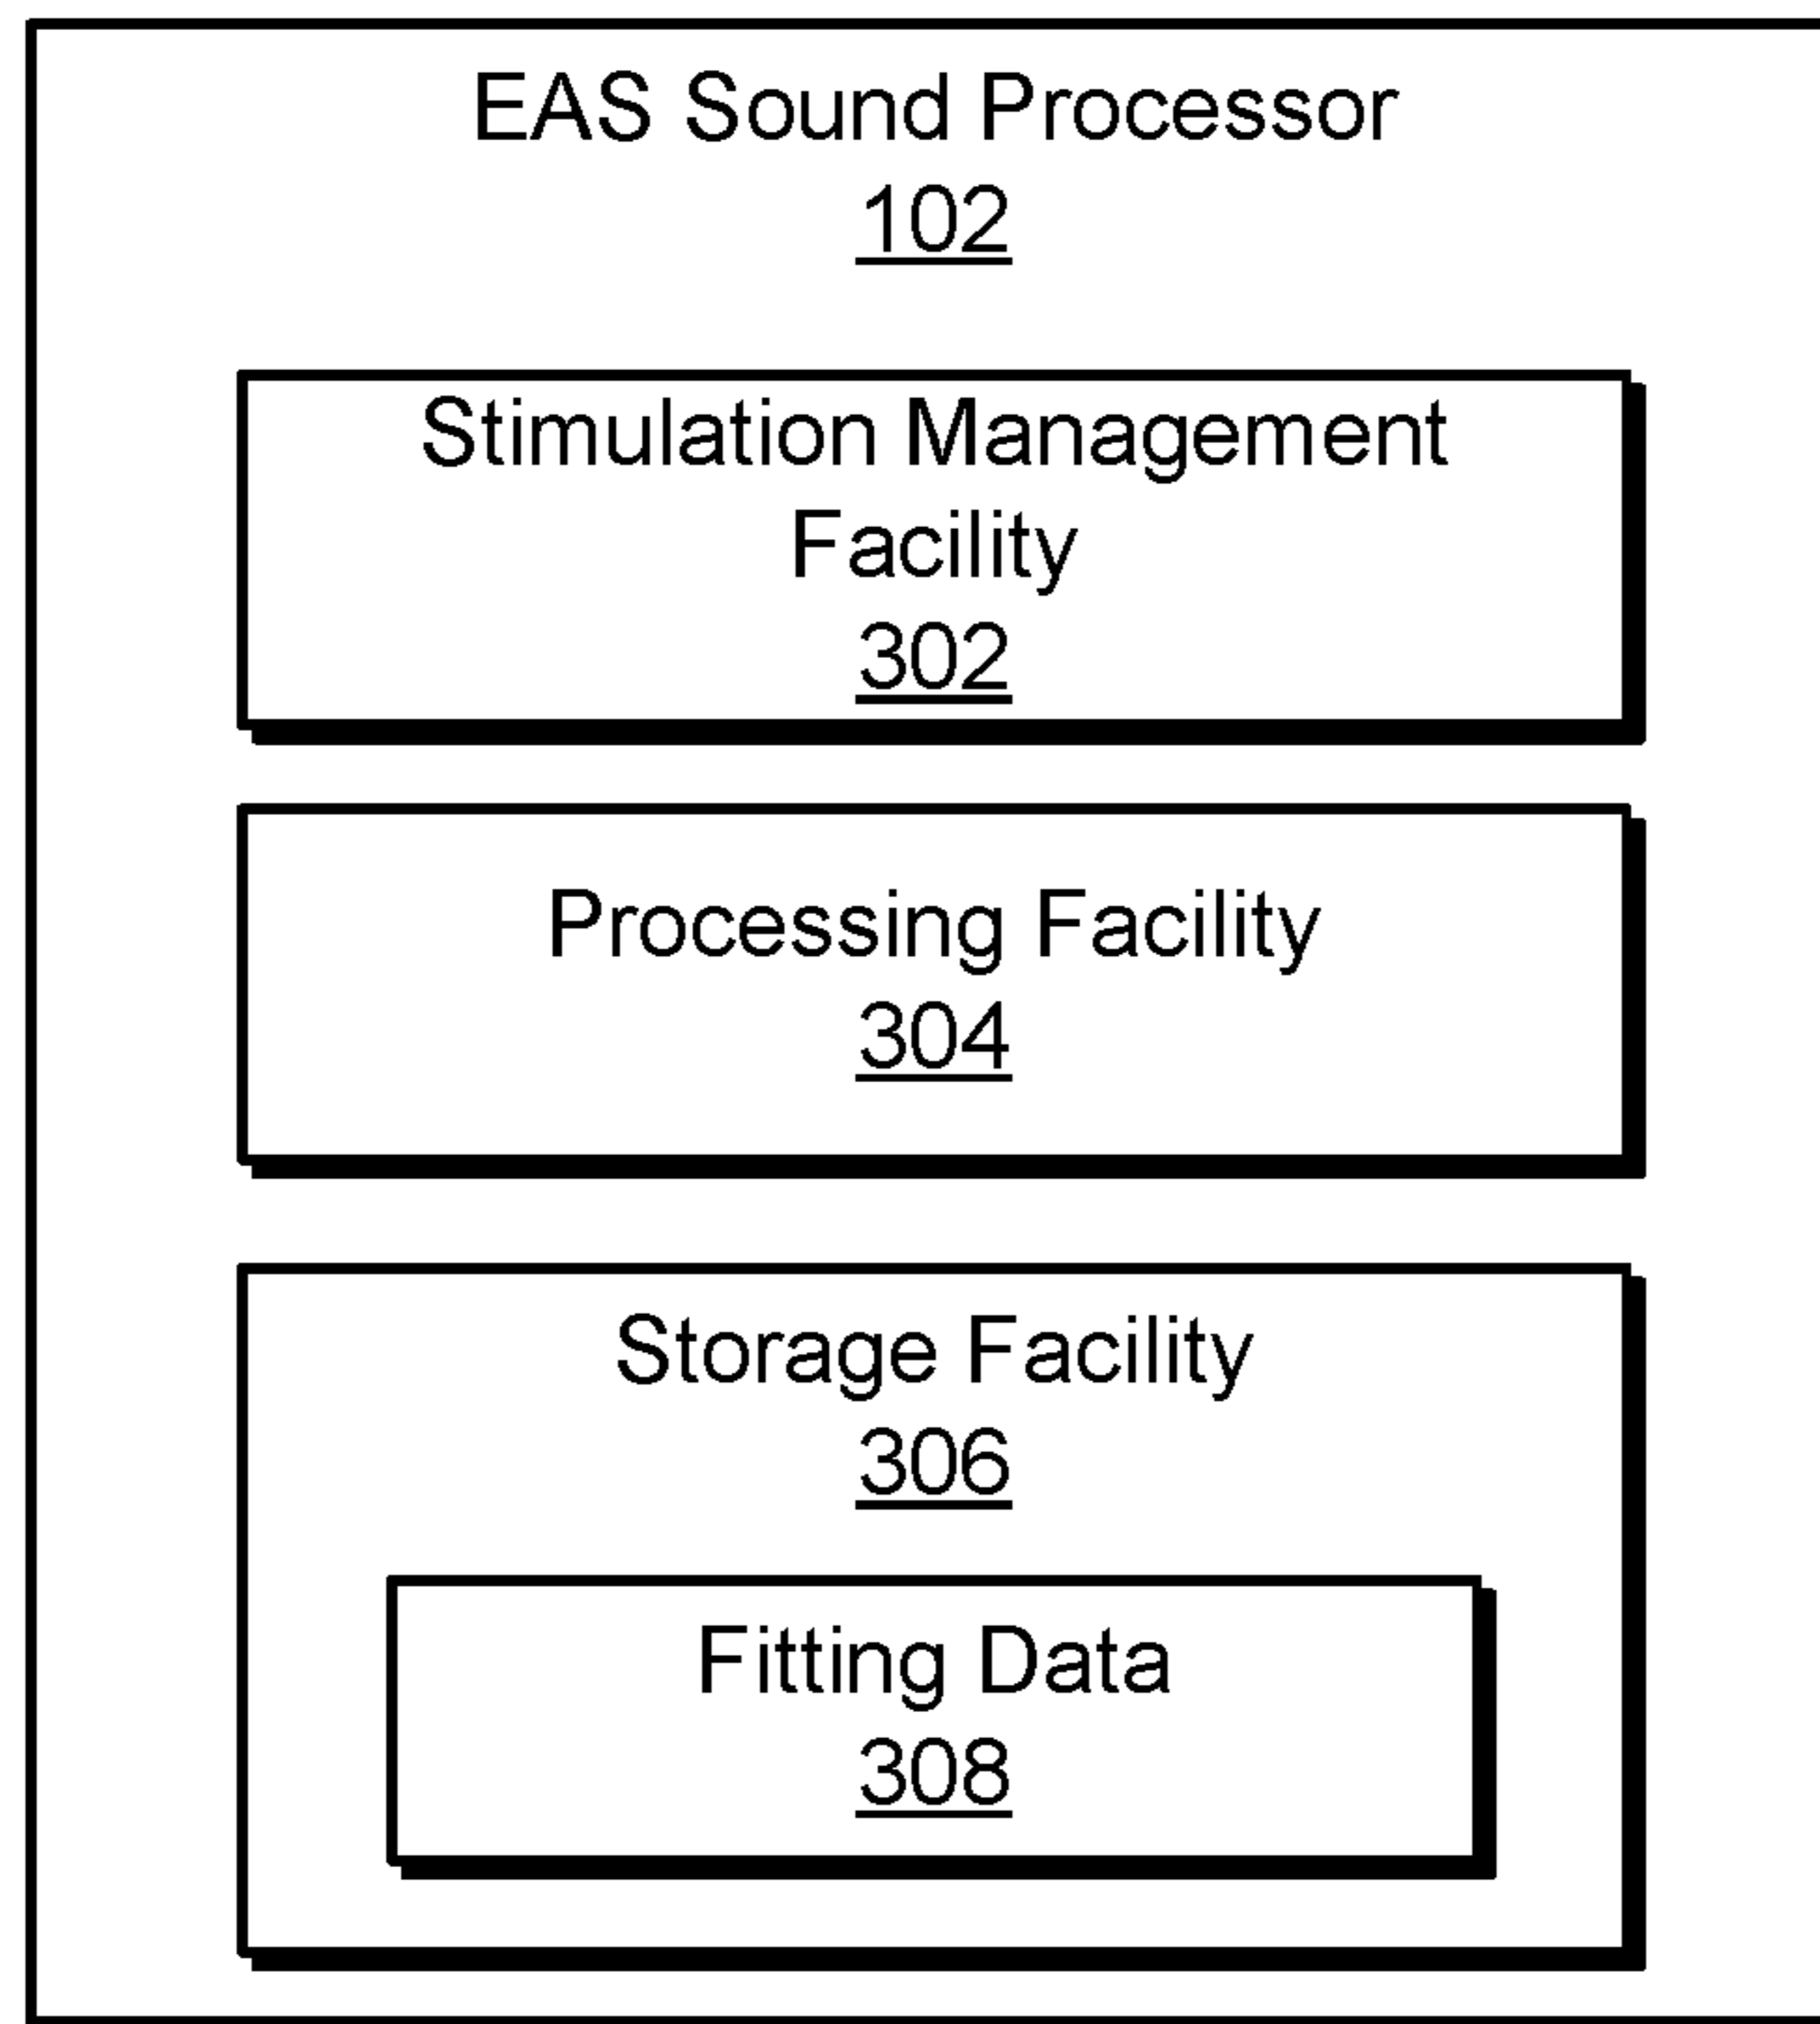 EAS Sound Processor
102
Stimulation Management
Facility
302
Processing Facility
304
Storage Facility
306
Fitting Data
308